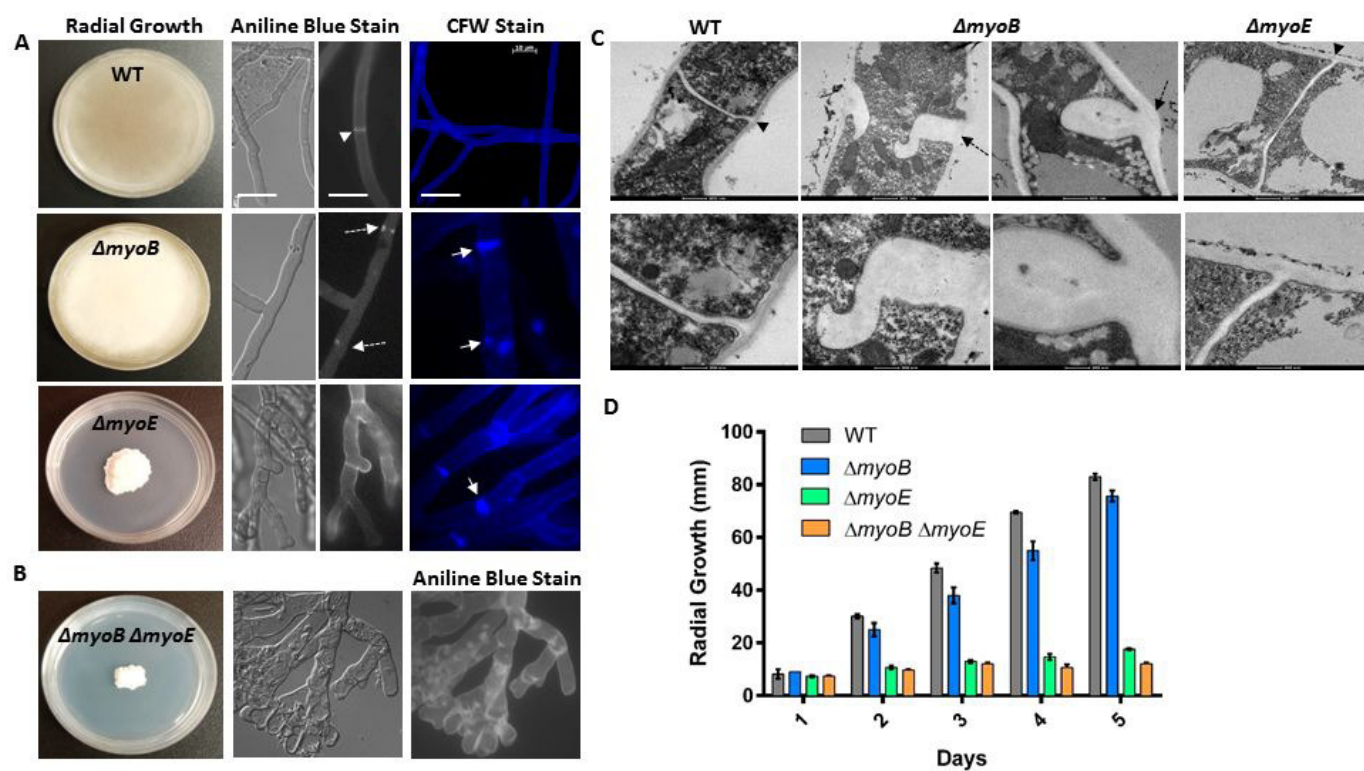 A
Radial Growth
Aniline Blue Stain
CFW Stain
WT
10 μm
ΔmyoB
ΔmyoE
B
Aniline Blue Stain
ΔmyoB ΔmyoE
C
WT
ΔmyoB
ΔmyoE
D
Radial Growth (mm)
100
80
60
40
20
0
WT
ΔmyoB
ΔmyoE
ΔmyoB ΔmyoE
1
2
3
4
5
Days